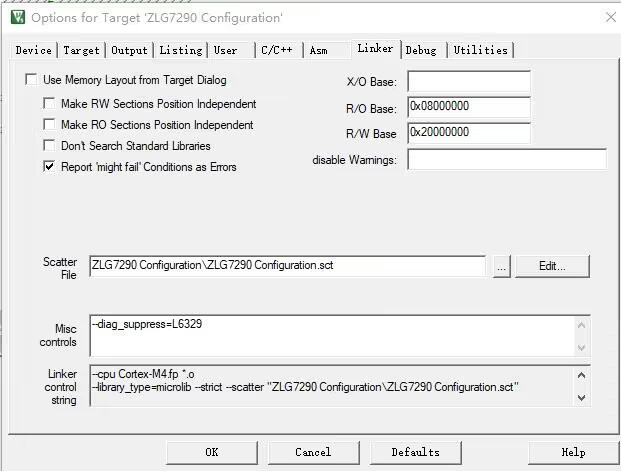 Options for Target 'ZLG7290 Configuration'
Device Target Output Listing User C/C++ Asm Linker Debug Utilities
Use Memory Layout from Target Dialog
Make RW Sections Position Independent
Make RO Sections Position Independent
Don't Search Standard Libraries
Report 'might fail' Conditions as Errors
X/O Base:
R/O Base: 0x08000000
R/W Base 0x20000000
disable Warnings:
Scatter
File
ZLG7290 Configuration\ZLG7290 Configuration.sct
... Edit...
Misc
controls
--diag_suppress=L6329
Linker
control
string
--cpu Cortex-M4.fp *.o
--library_type=microlib --strict --scatter "ZLG7290 Configuration\ZLG7290 Configuration.sct"
OK Cancel Defaults Help